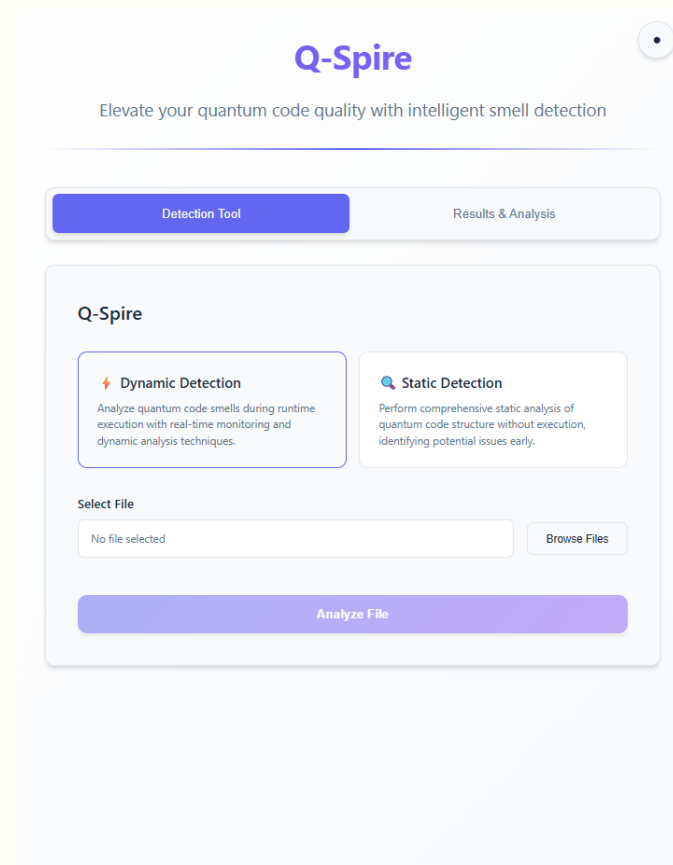 Q-Spire
Elevate your quantum code quality with intelligent smell detection
Detection Tool
Results & Analysis
Q-Spire
Dynamic Detection
Analyze quantum code smells during runtime
execution with real-time monitoring and
dynamic analysis techniques.
Static Detection
Perform comprehensive static analysis of
quantum code structure without execution,
identifying potential issues early.
Select File
No file selected
Browse Files
Analyze File